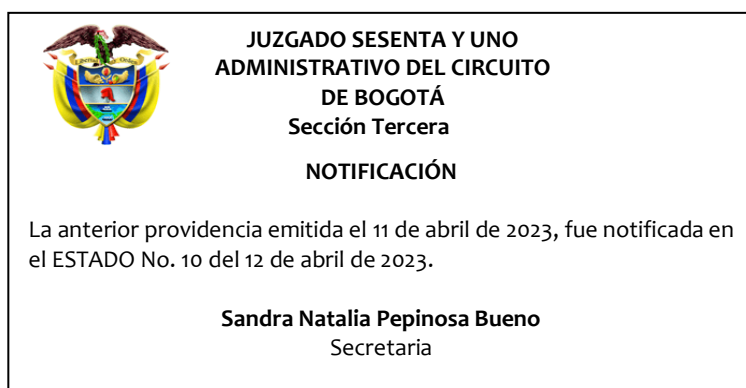 JUZGADO SESENTA Y UNO
ADMINISTRATIVO DEL CIRCUITO
DE BOGOTÁ
Sección Tercera
NOTIFICACIÓN
La anterior providencia emitida el 11 de abril de 2023, fue notificada en
el ESTADO No. 10 del 12 de abril de 2023.
Sandra Natalia Pepinosa Bueno
Secretaria